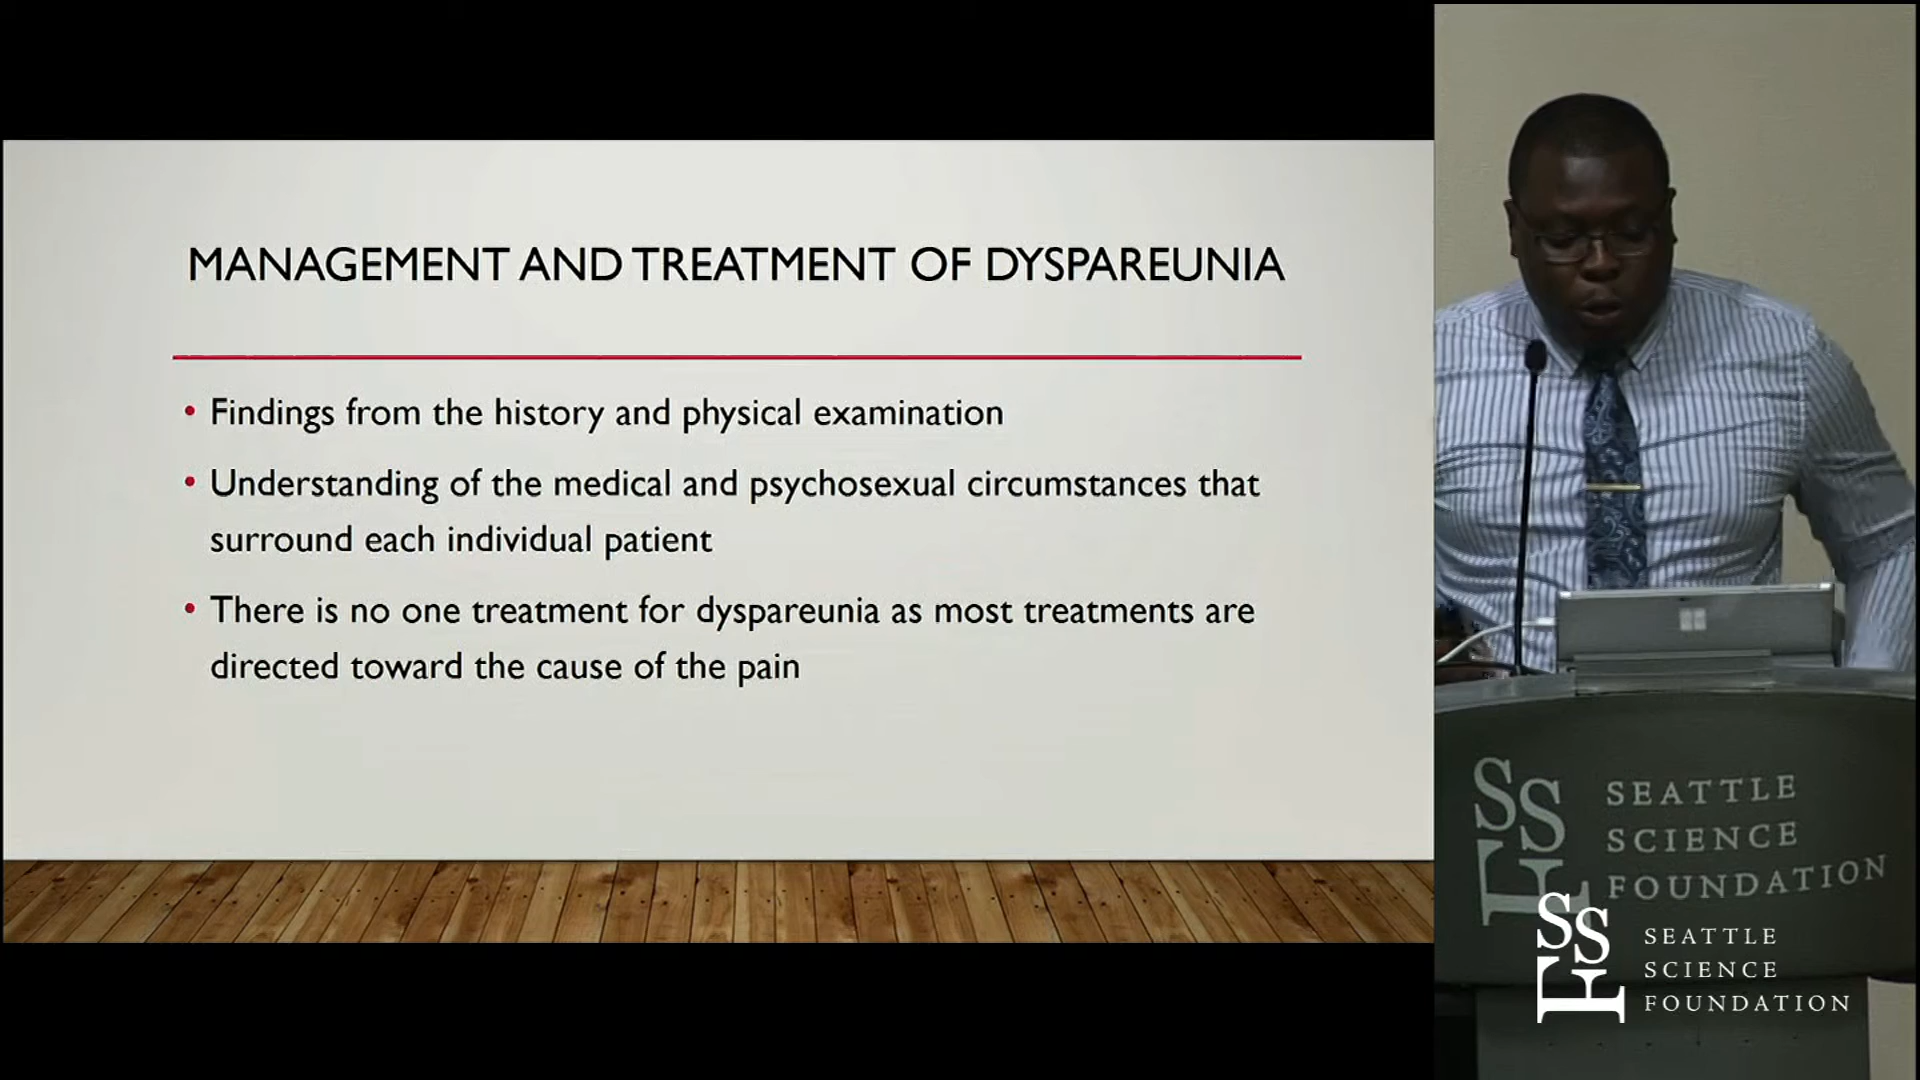 MANAGEMENT AND TREATMENT OF DYSPAREUNIA
• Findings from the history and physical examination
• Understanding of the medical and psychosexual circumstances that
surround each individual patient
• There is no one treatment for dyspareunia as most treatments are
directed toward the cause of the pain
SSF
SEATTLE
SCIENCE
FOUNDATION
SSF
SEATTLE
SCIENCE
FOUNDATION